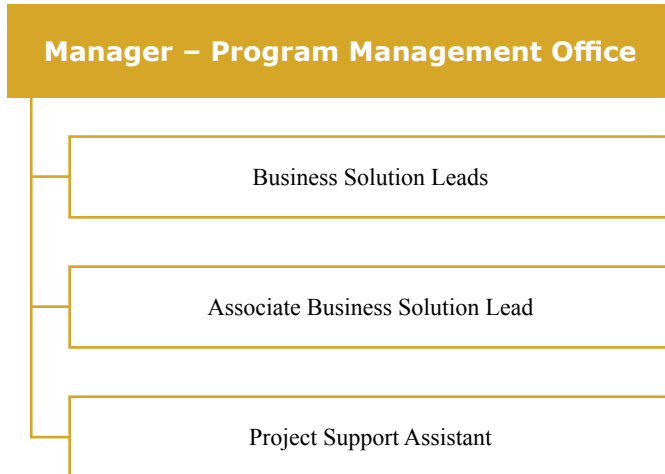 Manager – Program Management Office
Business Solution Leads
Associate Business Solution Lead
Project Support Assistant